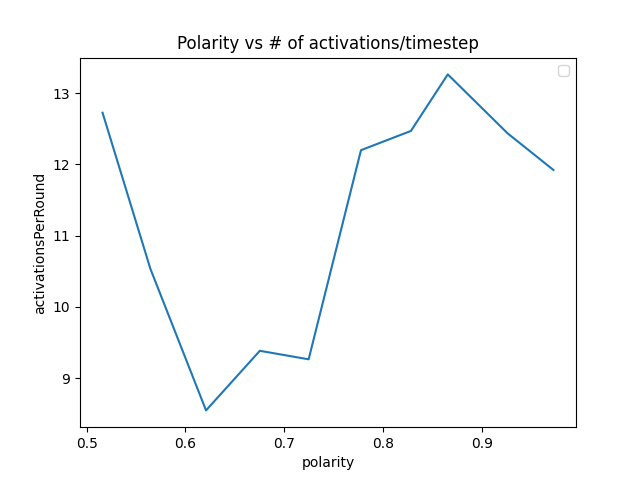 Polarity vs # of activations/timestep
13
12
11
10
9
activationsPerRound
0.5 0.6 0.7 0.8 0.9
polarity